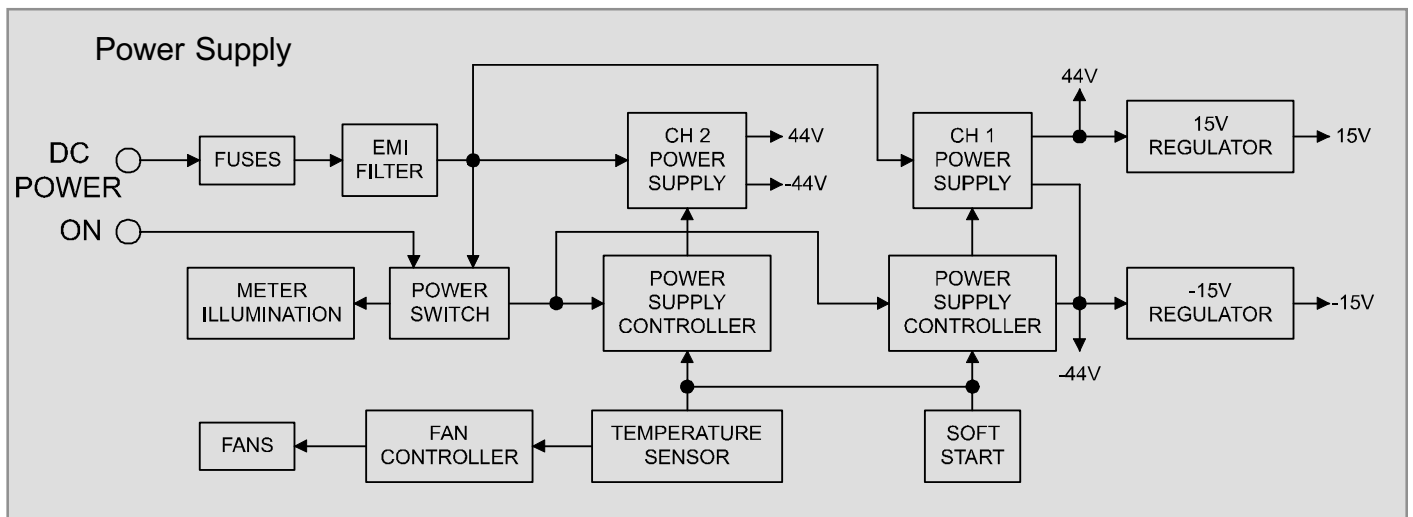 Power Supply
DC
POWER
ON
FUSES
EMI
FILTER
CH 2
POWER
SUPPLY
44V
-44V
CH 1
POWER
SUPPLY
44V
15V
REGULATOR
15V
METER
ILLUMINATION
POWER
SWITCH
POWER
SUPPLY
CONTROLLER
POWER
SUPPLY
CONTROLLER
-15V
REGULATOR
-15V
-44V
FANS
FAN
CONTROLLER
TEMPERATURE
SENSOR
SOFT
START